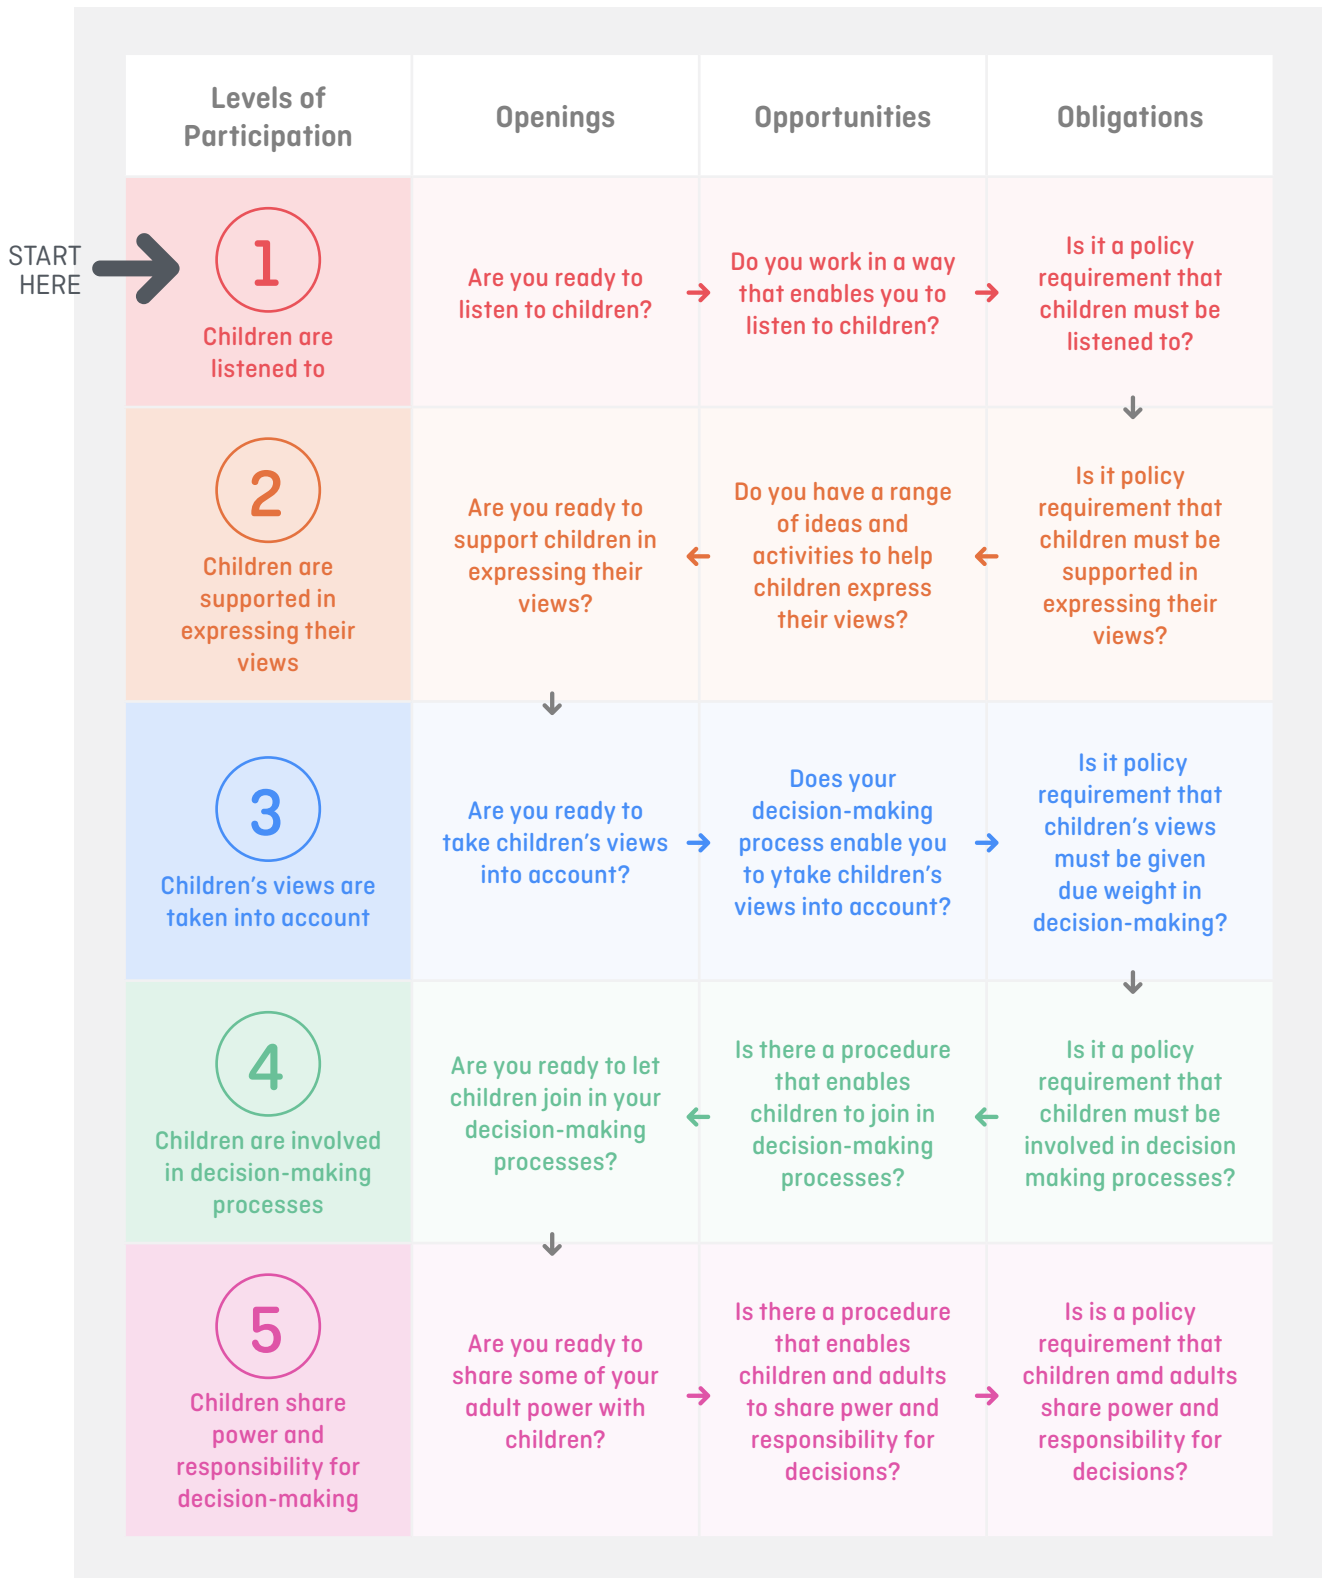 Levels of
Participation
Openings
Opportunities
Obligations
START
HERE
1
Children are
listened to
Are you ready to
listen to children?
Do you work in a way
that enables you to
listen to children?
Is it a policy
requirement that
children must be
listened to?
2
Children are
supported in
expressing their
views
Are you ready to
support children in
expressing their
views?
Do you have a range
of ideas and
activities to help
children express
their views?
Is it policy
requirement that
children must be
supported in
expressing their
views?
3
Children's views are
taken into account
Are you ready to
take children's views
into account?
Does your
decision-making
process enable you
to ytake children's
views into account?
Is it policy
requirement that
children's views
must be given
due weight in
decision-making?
4
Children are involved
in decision-making
processes
Are you ready to let
children join in your
decision-making
processes?
Is there a procedure
that enables
children to join in
decision-making
processes?
Is it a policy
requirement that
children must be
involved in decision
making processes?
5
Children share
power and
responsibility for
decision-making
Are you ready to
share some of your
adult power with
children?
Is there a procedure
that enables
children and adults
to share pwer and
responsibility for
decisions?
Is is a policy
requirement that
children amd adults
share power and
responsibility for
decisions?